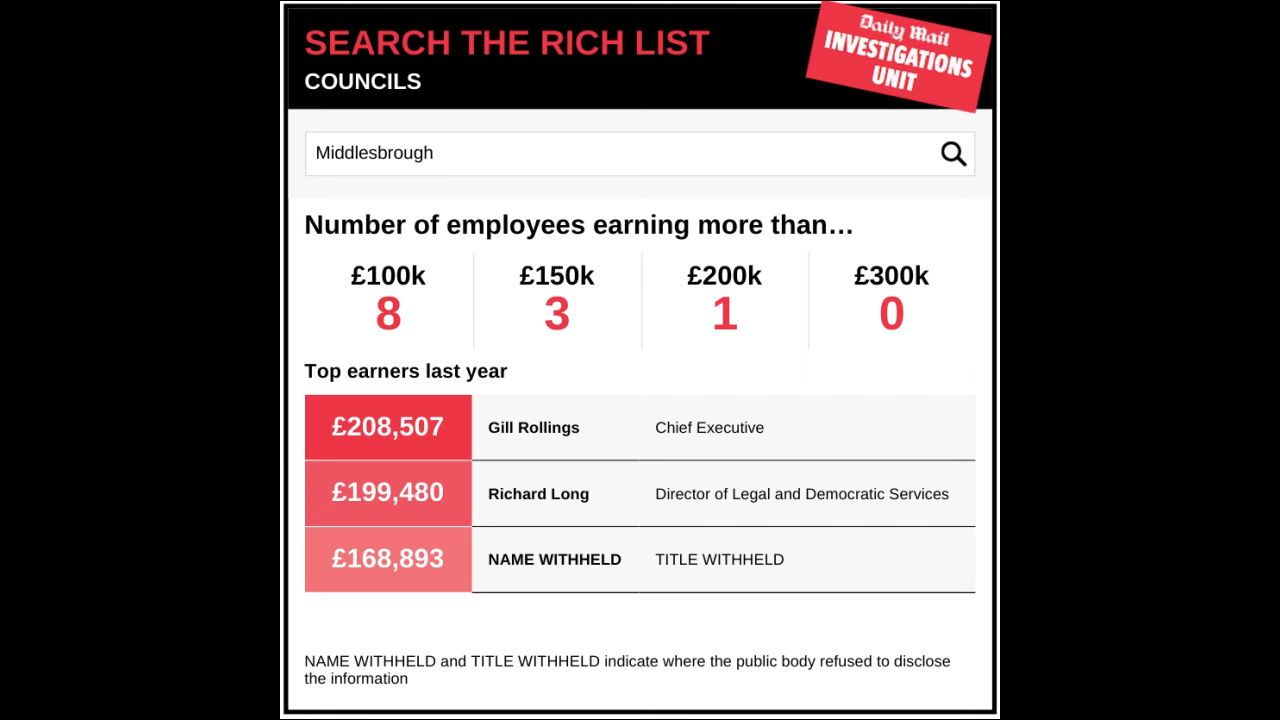 SEARCH THE RICH LIST
COUNCILS
Daily Mail
INVESTIGATIONS
UNIT
Middlesbrough
Number of employees earning more than…
£100k £150k £200k £300k
8 3 1 0
Top earners last year
£208,507 Gill Rollings Chief Executive
£199,480 Richard Long Director of Legal and Democratic Services
£168,893 NAME WITHHELD TITLE WITHHELD
NAME WITHHELD and TITLE WITHHELD indicate where the public body refused to disclose
the information